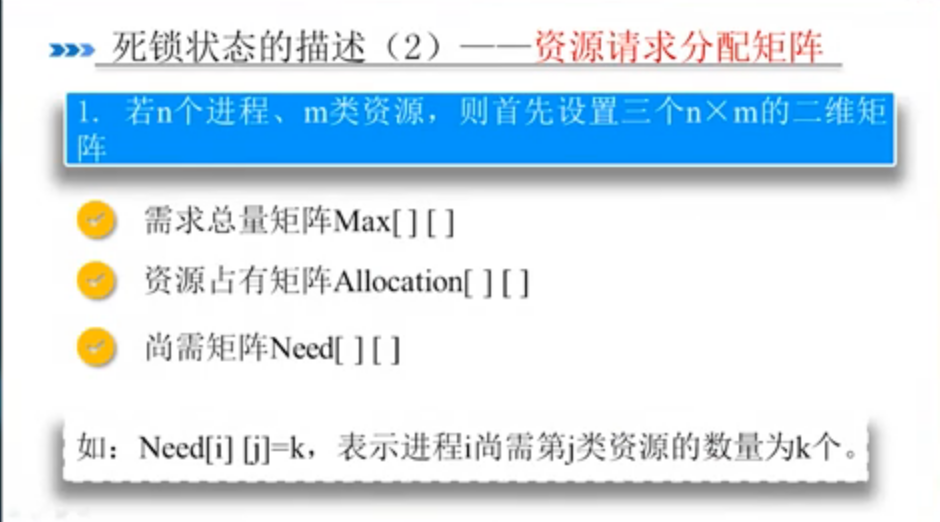 死锁状态的描述（2）——资源请求分配矩阵
1. 若n个进程、m类资源，则首先设置三个n×m的二维矩
阵
需求总量矩阵Max[ ] [ ]
资源占有矩阵Allocation[ ] [ ]
尚需矩阵Need[ ] [ ]
如：Need[i] [j]=k，表示进程i尚需第j类资源的数量为k个。